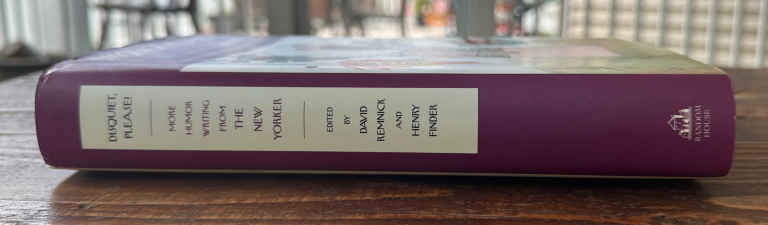 DISQUIET,
PLEASE!
MORE
HUMOR
WRITING
FROM
THE
NEW
YORKER
EDITED
BY
DAVID
REMNICK
AND
HENRY
FINDER
RANDOM
HOUSE